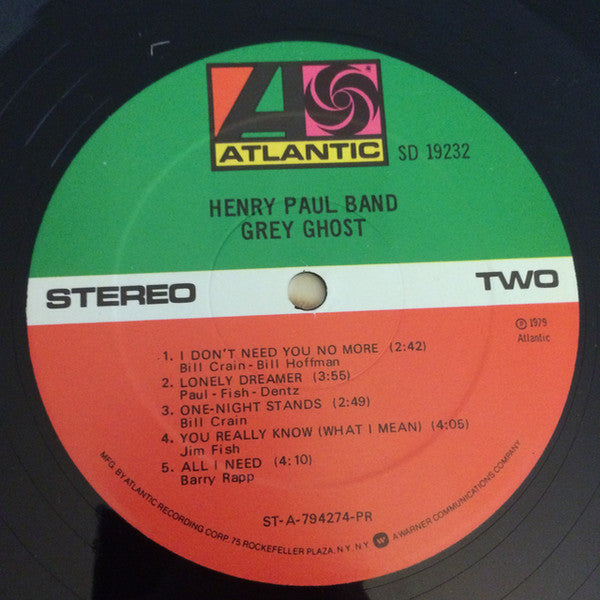 ATLANTIC SD 19232
HENRY PAUL BAND
GREY GHOST
STEREO TWO
℗ 1979
Atlantic
1. I DON'T NEED YOU NO MORE (2:42)
Bill Crain - Bill Hoffman
2. LONELY DREAMER (3:55)
Paul - Fish - Dentz
3. ONE-NIGHT STANDS (2:49)
Bill Crain
4. YOU REALLY KNOW (WHAT I MEAN) (4:05)
Jim Fish
5. ALL I NEED (4:10)
Barry Rapp
ST-A-794274-PR
MFG. BY ATLANTIC RECORDING CORP. 75 ROCKEFELLER PLAZA, N.Y. N.Y. A WARNER COMMUNICATIONS COMPANY